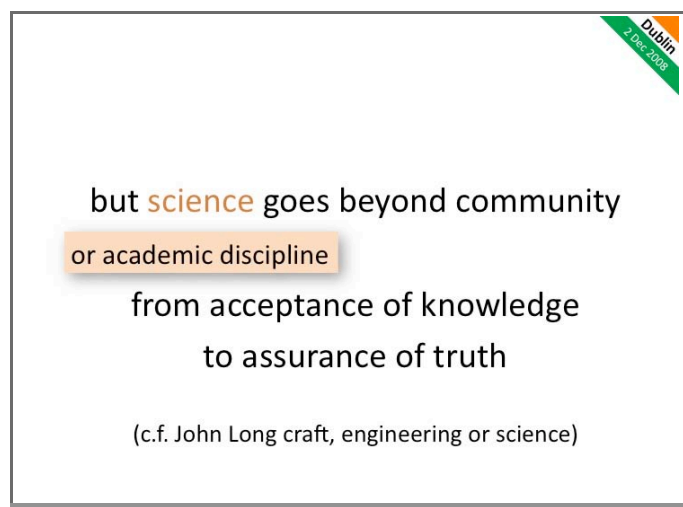 Dublin
2 Dec 2008
but science goes beyond community
or academic discipline
from acceptance of knowledge
to assurance of truth
(c.f. John Long craft, engineering or science)